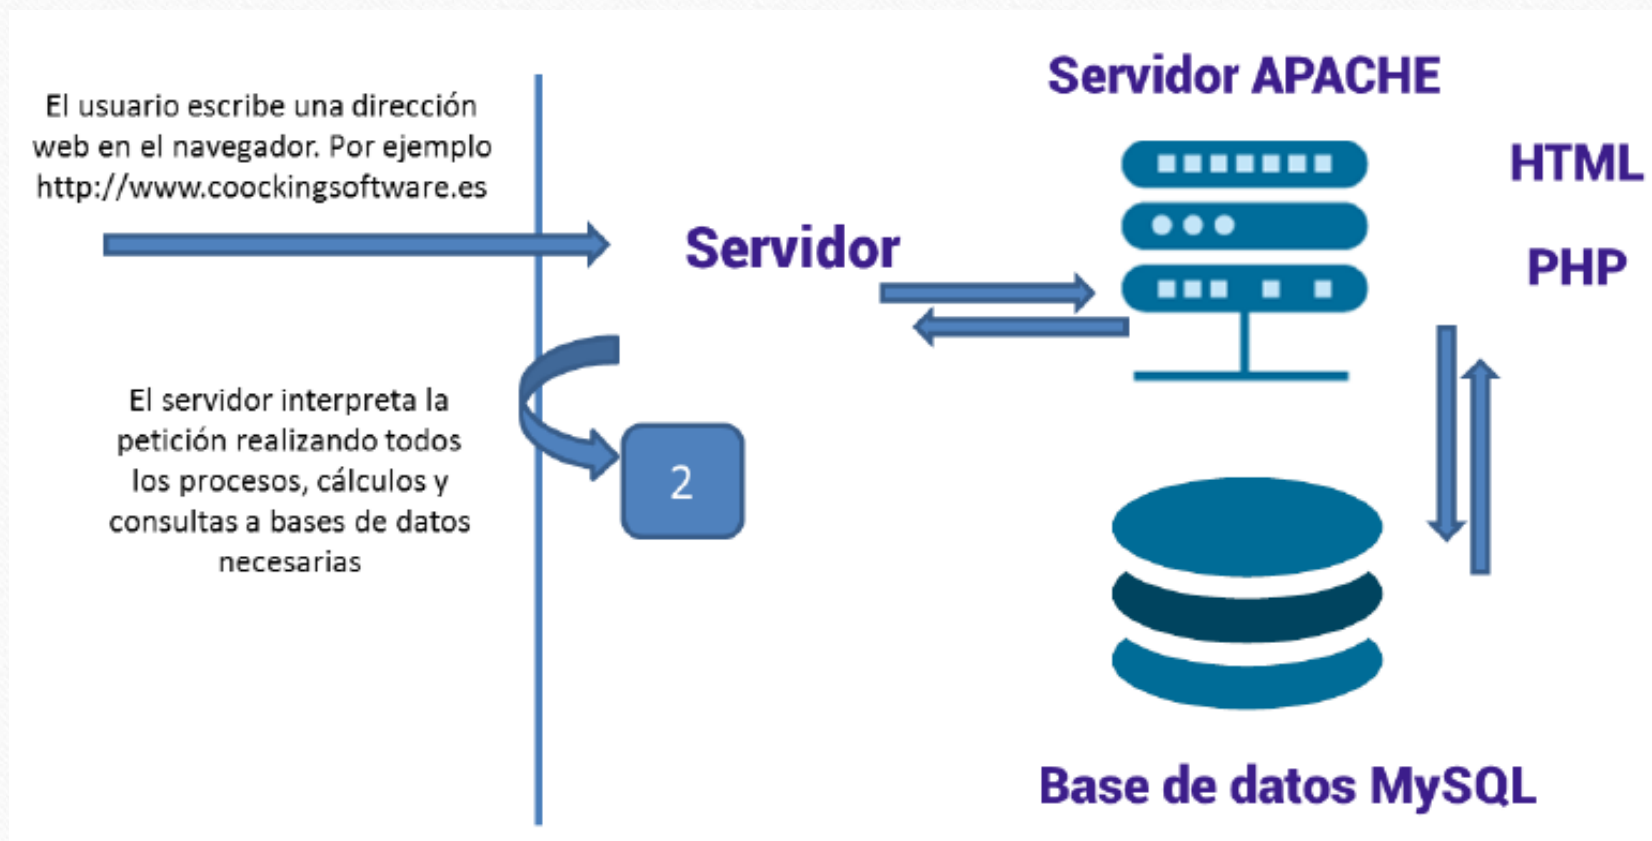 El usuario escribe una dirección
web en el navegador. Por ejemplo
http://www.coockingsoftware.es
Servidor APACHE
HTML
Servidor
PHP
El servidor interpreta la
petición realizando todos
los procesos, cálculos y
consultas a bases de datos
necesarias
2
Base de datos MySQL